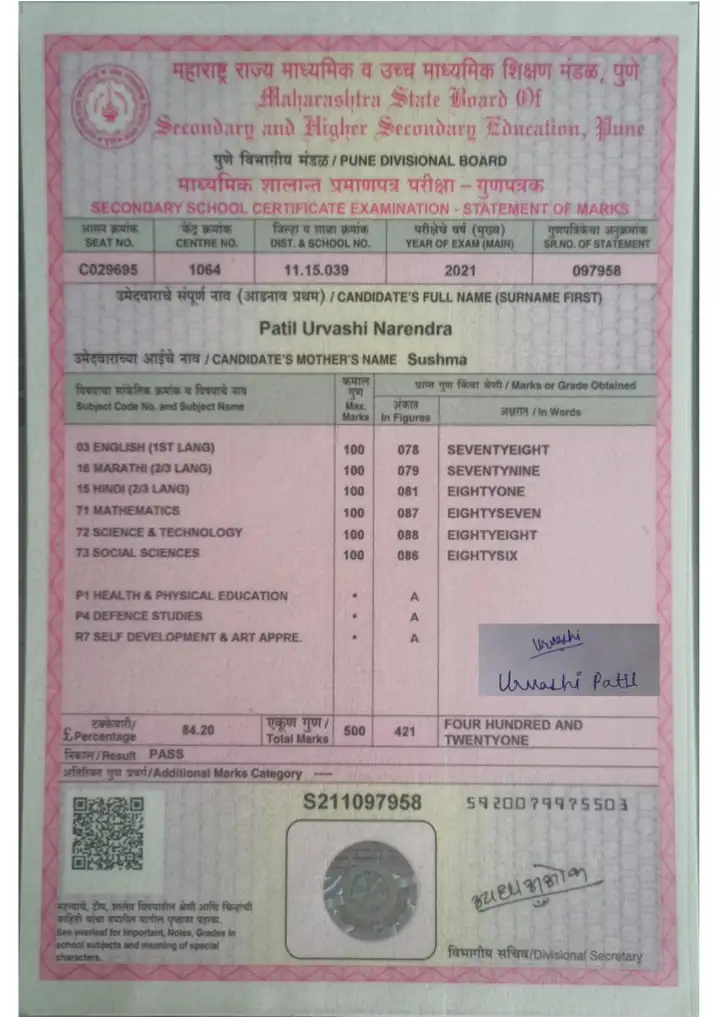 महाराष्ट्र राज्य माध्यमिक व उच्च माध्यमिक शिक्षण मंडळ, पुणे
Maharashtra State Board Of
Secondary and Higher Secondary Education, Pune
पुणे विभागीय मंडळ / PUNE DIVISIONAL BOARD
माध्यमिक शालान्त प्रमाणपत्र परीक्षा – गुणपत्रक
SECONDARY SCHOOL CERTIFICATE EXAMINATION - STATEMENT OF MARKS
आसन क्रमांक केंद्र क्रमांक जिल्हा व शाळा क्रमांक परीक्षेचे वर्ष (मुख्य) गुणपत्रिकेचा अनुक्रमांक
SEAT NO. CENTRE NO. DIST. & SCHOOL NO. YEAR OF EXAM (MAIN) SR.NO. OF STATEMENT
C029695 1064 11.15.039 2021 097958
उमेदवाराचे संपूर्ण नाव (आडनाव प्रथम) / CANDIDATE'S FULL NAME (SURNAME FIRST)
Patil Urvashi Narendra
उमेदवाराच्या आईचे नाव / CANDIDATE'S MOTHER'S NAME Sushma
विषयाचा सांकेतिक क्रमांक व विषयाचे नाव
Subject Code No. and Subject Name
कमाल
गुण
Max.
Marks
प्राप्त गुण किंवा श्रेणी / Marks or Grade Obtained
अंकात
In Figures
अक्षरात / In Words
03 ENGLISH (1ST LANG) 100 078 SEVENTYEIGHT
16 MARATHI (2/3 LANG) 100 079 SEVENTYNINE
15 HINDI (2/3 LANG) 100 081 EIGHTYONE
71 MATHEMATICS 100 087 EIGHTYSEVEN
72 SCIENCE & TECHNOLOGY 100 088 EIGHTYEIGHT
73 SOCIAL SCIENCES 100 086 EIGHTYSIX
P1 HEALTH & PHYSICAL EDUCATION * A
P4 DEFENCE STUDIES * A
R7 SELF DEVELOPMENT & ART APPRE. * A
Urvashi
Urvashi Patil
टक्केवारी/
£ Percentage
84.20
एकूण गुण /
Total Marks
500 421
FOUR HUNDRED AND
TWENTYONE
निकाल / Result PASS
अतिरिक्त गुण प्रवर्ग/Additional Marks Category ----
S211097958
5920079975503
महत्वाचे, टीप, शालेय विषयातील श्रेणी आणि चिन्हांची
माहिती यांचा तपशील मागील पृष्ठावर पहावा.
See overleaf for Important, Notes, Grades in
school subjects and meaning of special
characters.
विभागीय सचिव/Divisional Secretary